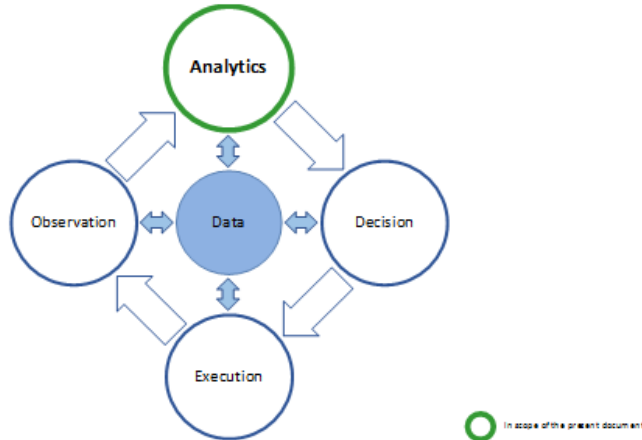 Analytics
Observation
Data
Decision
Execution
In scope of the present document